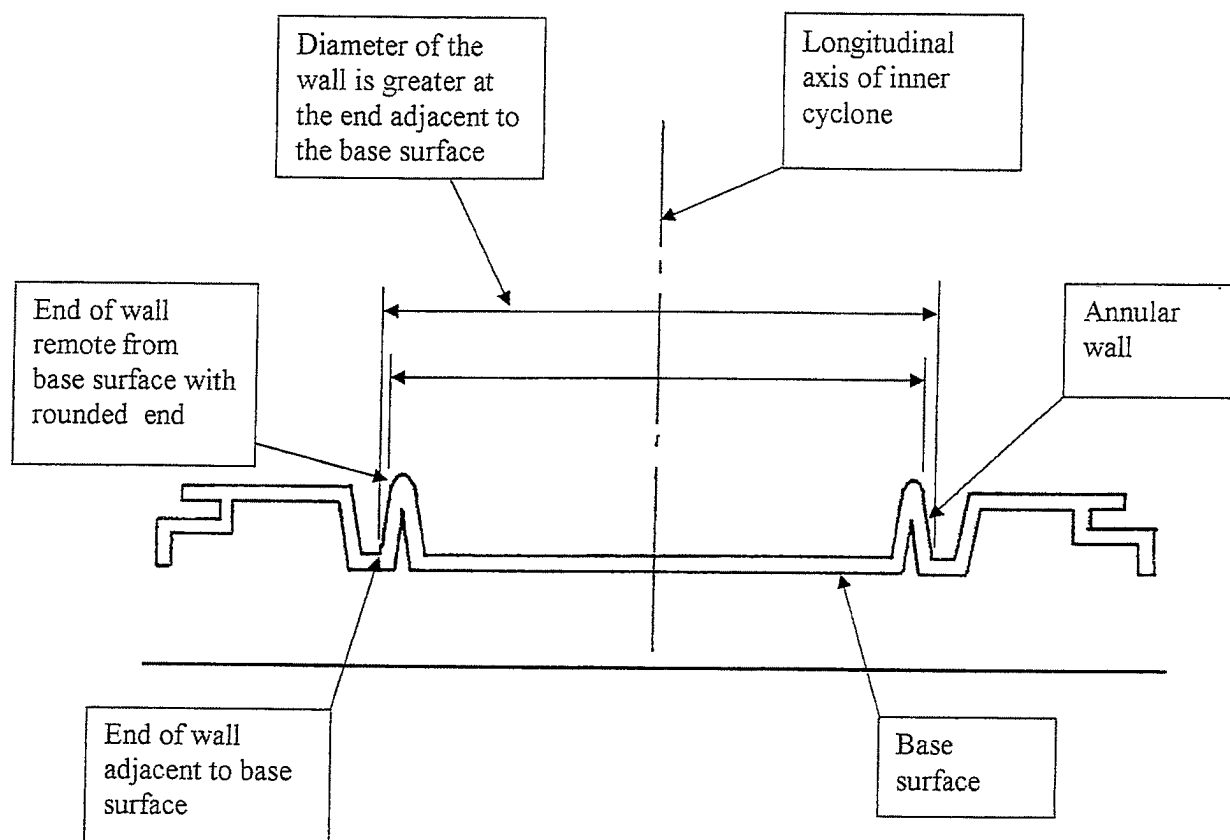 Diameter of the
wall is greater at
the end adjacent to
the base surface
Longitudinal
axis of inner
cyclone
End of wall
remote from
base surface with
rounded end
Annular
wall
End of wall
adjacent to base
surface
Base
surface